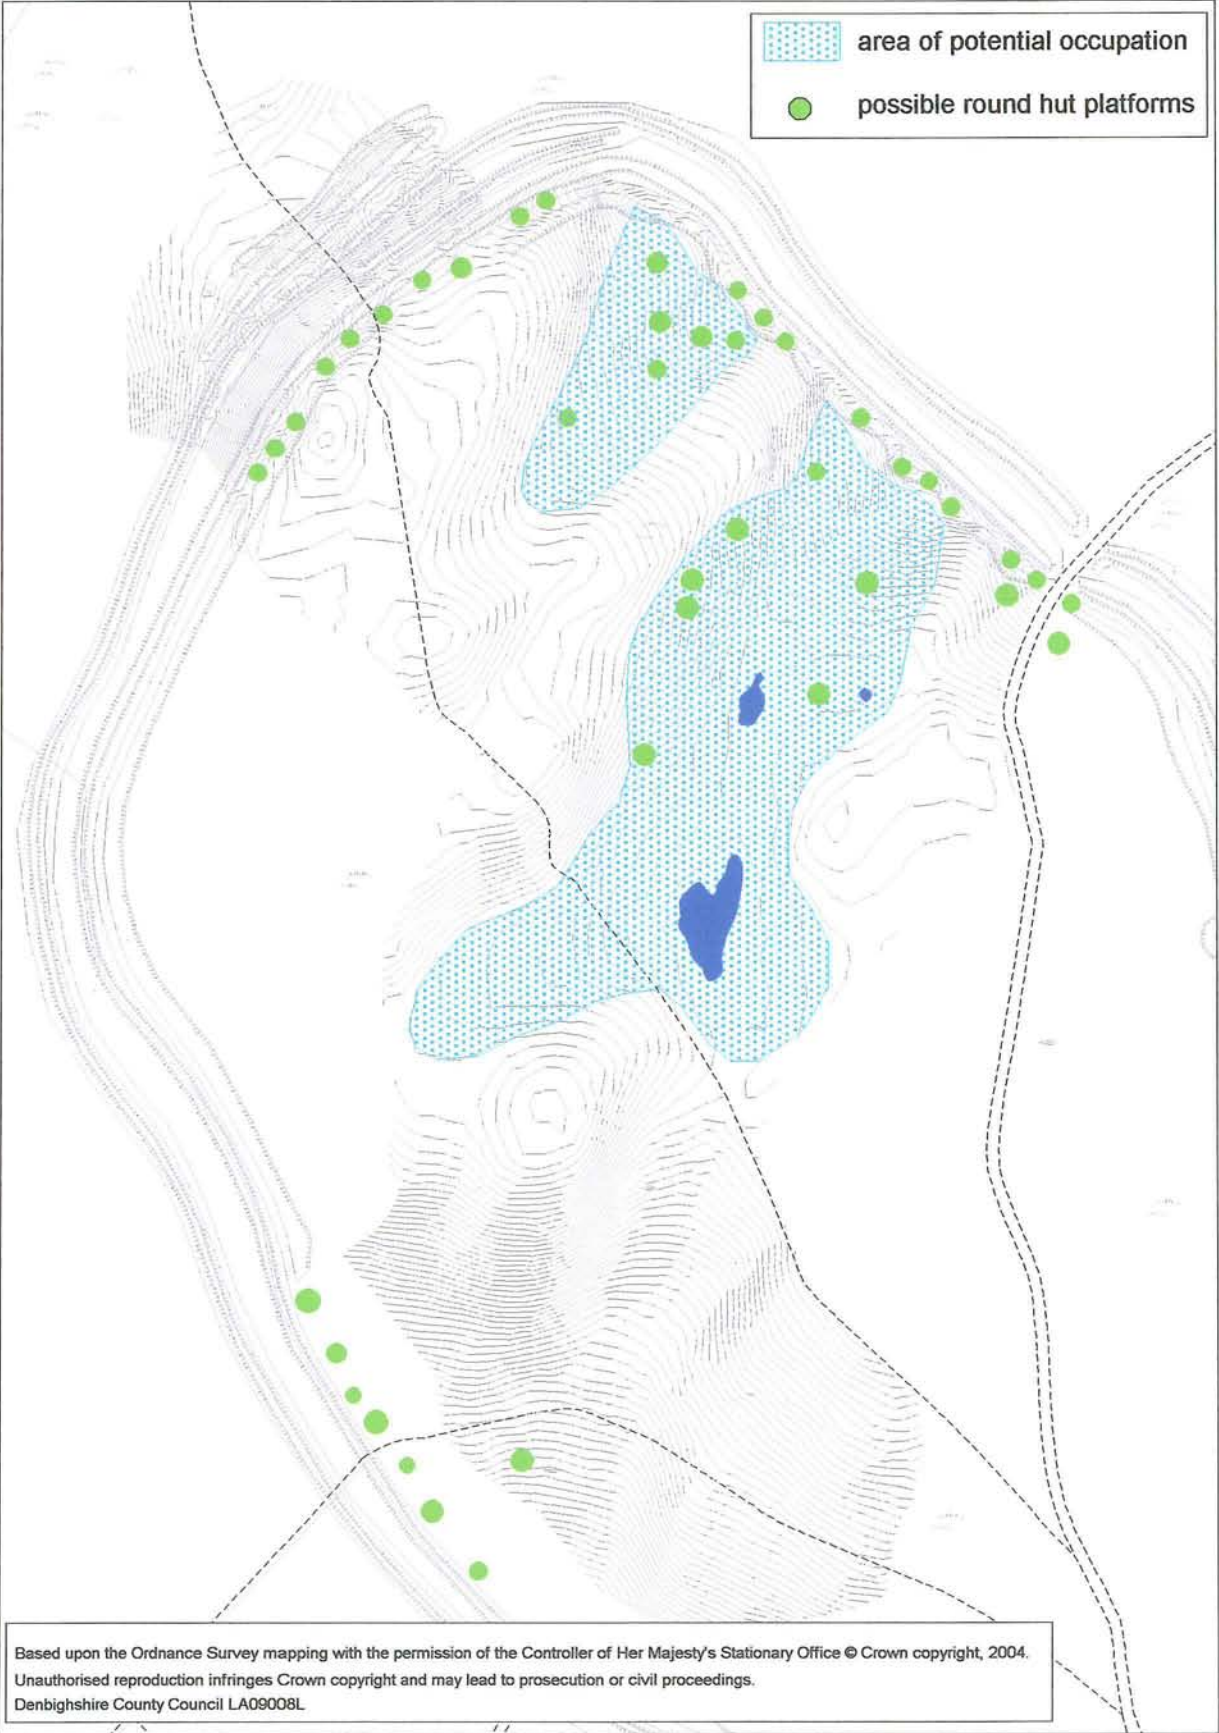 area of potential occupation
possible round hut platforms
Based upon the Ordnance Survey mapping with the permission of the Controller of Her Majesty's Stationary Office © Crown copyright, 2004.
Unauthorised reproduction infringes Crown copyright and may lead to prosecution or civil proceedings.
Denbighshire County Council LA09008L